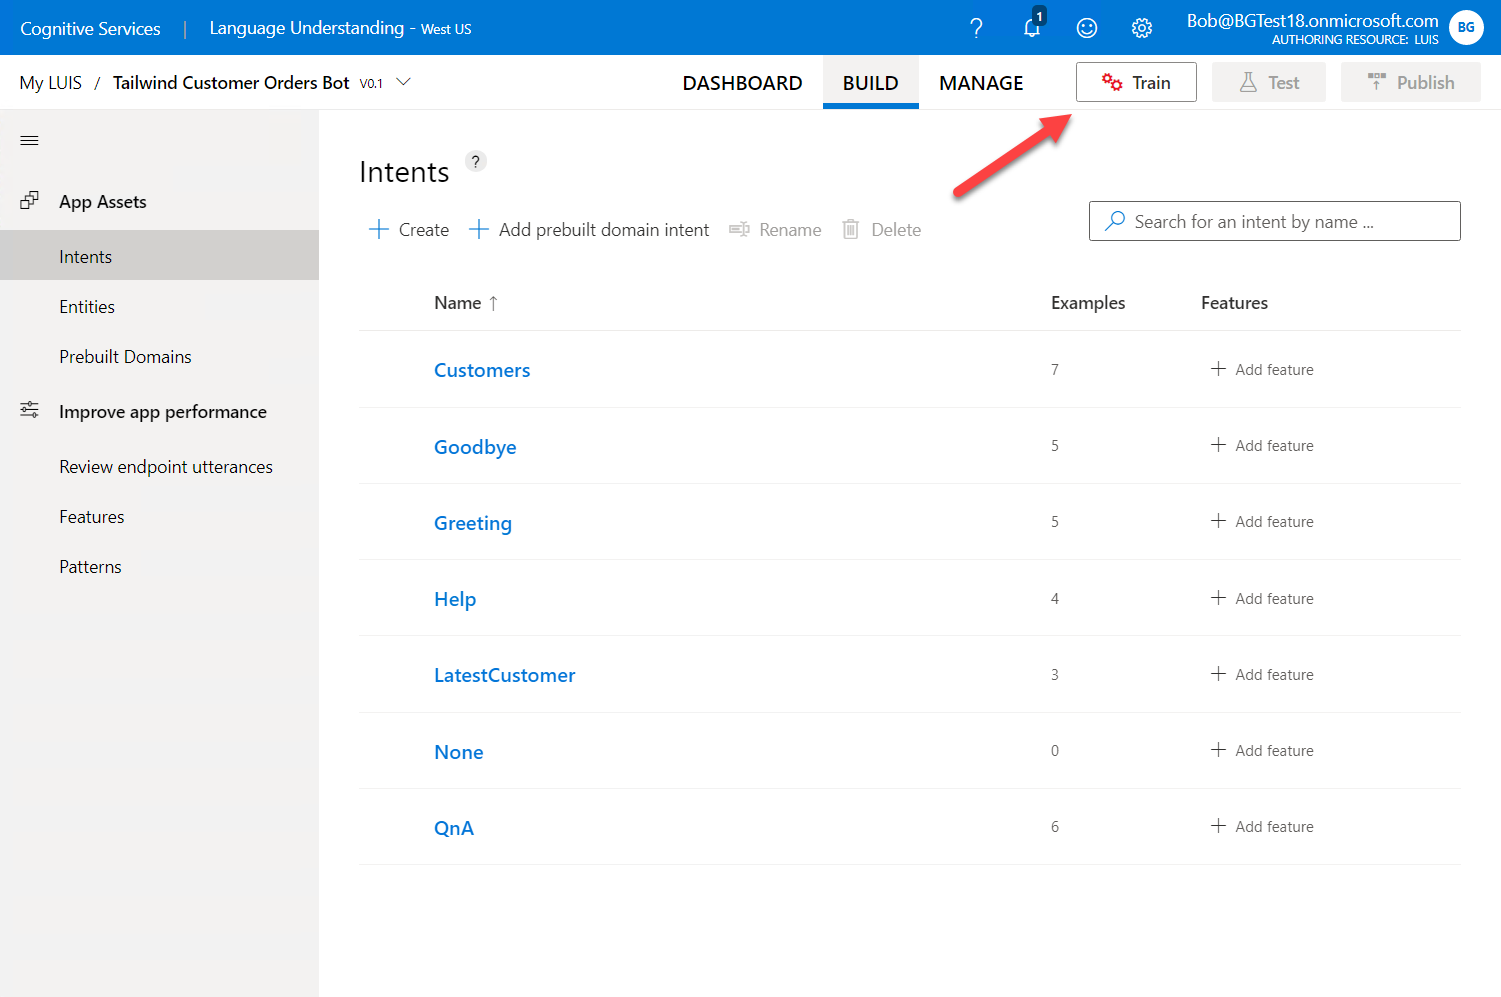 Cognitive Services | Language Understanding - West US
? 1 Bob@BGTest18.onmicrosoft.com BG
AUTHORING RESOURCE: LUIS
My LUIS / Tailwind Customer Orders Bot V0.1 DASHBOARD BUILD MANAGE Train Test Publish
App Assets
Intents
Entities
Prebuilt Domains
Improve app performance
Review endpoint utterances
Features
Patterns
Intents ?
Create Add prebuilt domain intent Rename Delete Search for an intent by name ...
Name ↑ Examples Features
Customers 7 + Add feature
Goodbye 5 + Add feature
Greeting 5 + Add feature
Help 4 + Add feature
LatestCustomer 3 + Add feature
None 0 + Add feature
QnA 6 + Add feature